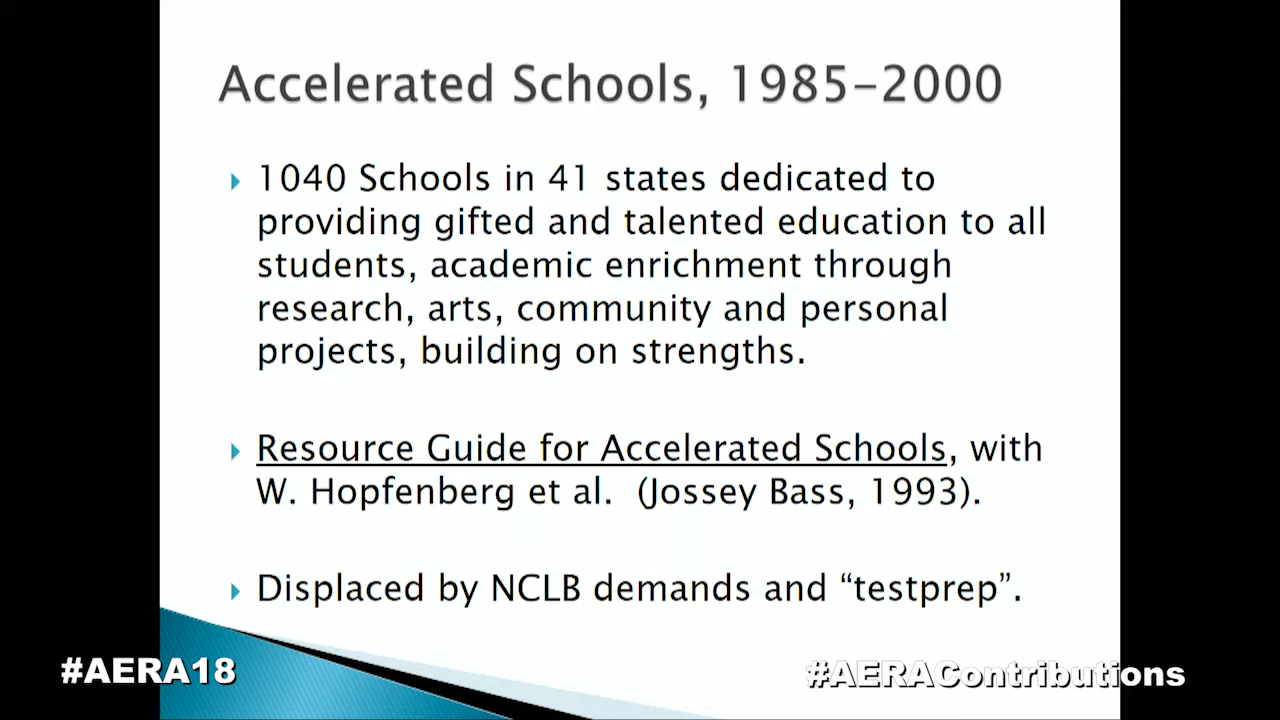 Accelerated Schools, 1985-2000
1040 Schools in 41 states dedicated to
providing gifted and talented education to all
students, academic enrichment through
research, arts, community and personal
projects, building on strengths.
Resource Guide for Accelerated Schools, with
W. Hopfenberg et al. (Jossey Bass, 1993).
Displaced by NCLB demands and “testprep”.
#AERA18
#AERAContributions